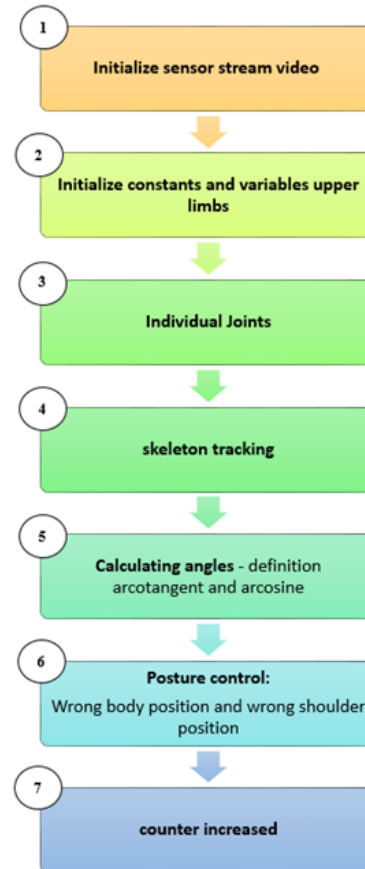 1
Initialize sensor stream video
2
Initialize constants and variables upper
limbs
3
Individual Joints
4
skeleton tracking
5
Calculating angles - definition
arcotangent and arcosine
6
Posture control:
Wrong body position and wrong shoulder
position
7
counter increased